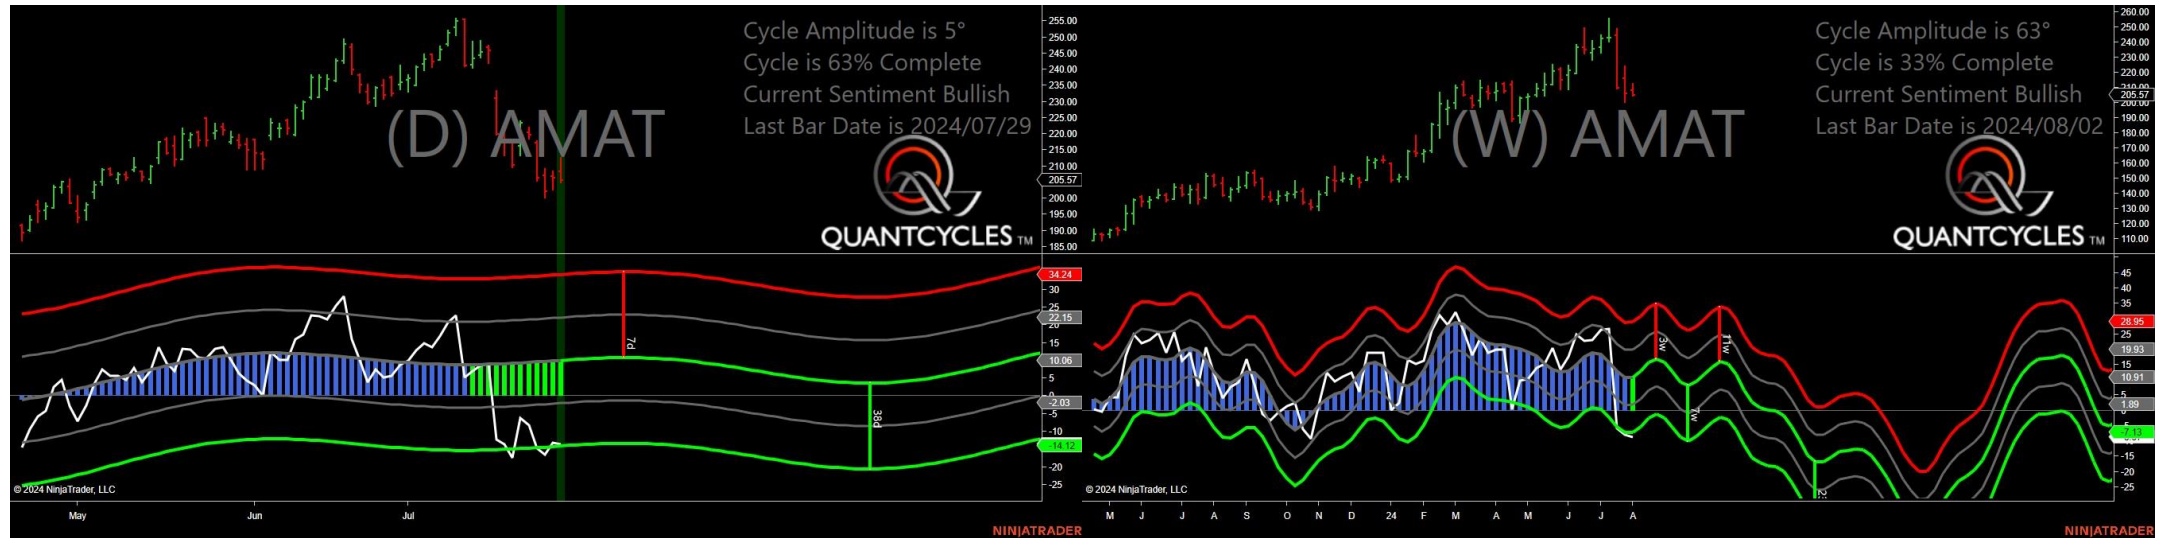 Cycle Amplitude is 5°
Cycle is 63% Complete
Current Sentiment Bullish
Last Bar Date is 2024/07/29
(D) AMAT
QUANTCYCLES TM
255.00
250.00
245.00
240.00
235.00
230.00
225.00
220.00
215.00
210.00
205.57
200.00
195.00
190.00
185.00
34.24
30
25
22.15
20
15
10.06
5
0
-2.03
-5
-10
-14.12
-20
-25
7d
38d
© 2024 NinjaTrader, LLC
May
Jun
Jul
NINJATRADER
Cycle Amplitude is 63°
Cycle is 33% Complete
Current Sentiment Bullish
Last Bar Date is 2024/08/02
(W) AMAT
QUANTCYCLES TM
260.00
250.00
240.00
230.00
220.00
210.00
205.57
200.00
190.00
180.00
170.00
160.00
150.00
140.00
130.00
120.00
110.00
45
40
35
28.95
25
19.93
15
10.91
5
1.89
-7.13
-15
-20
-25
3w
11w
7w
© 2024 NinjaTrader, LLC
M J J A S O N D 24 F M A M J J A
NINJATRADER